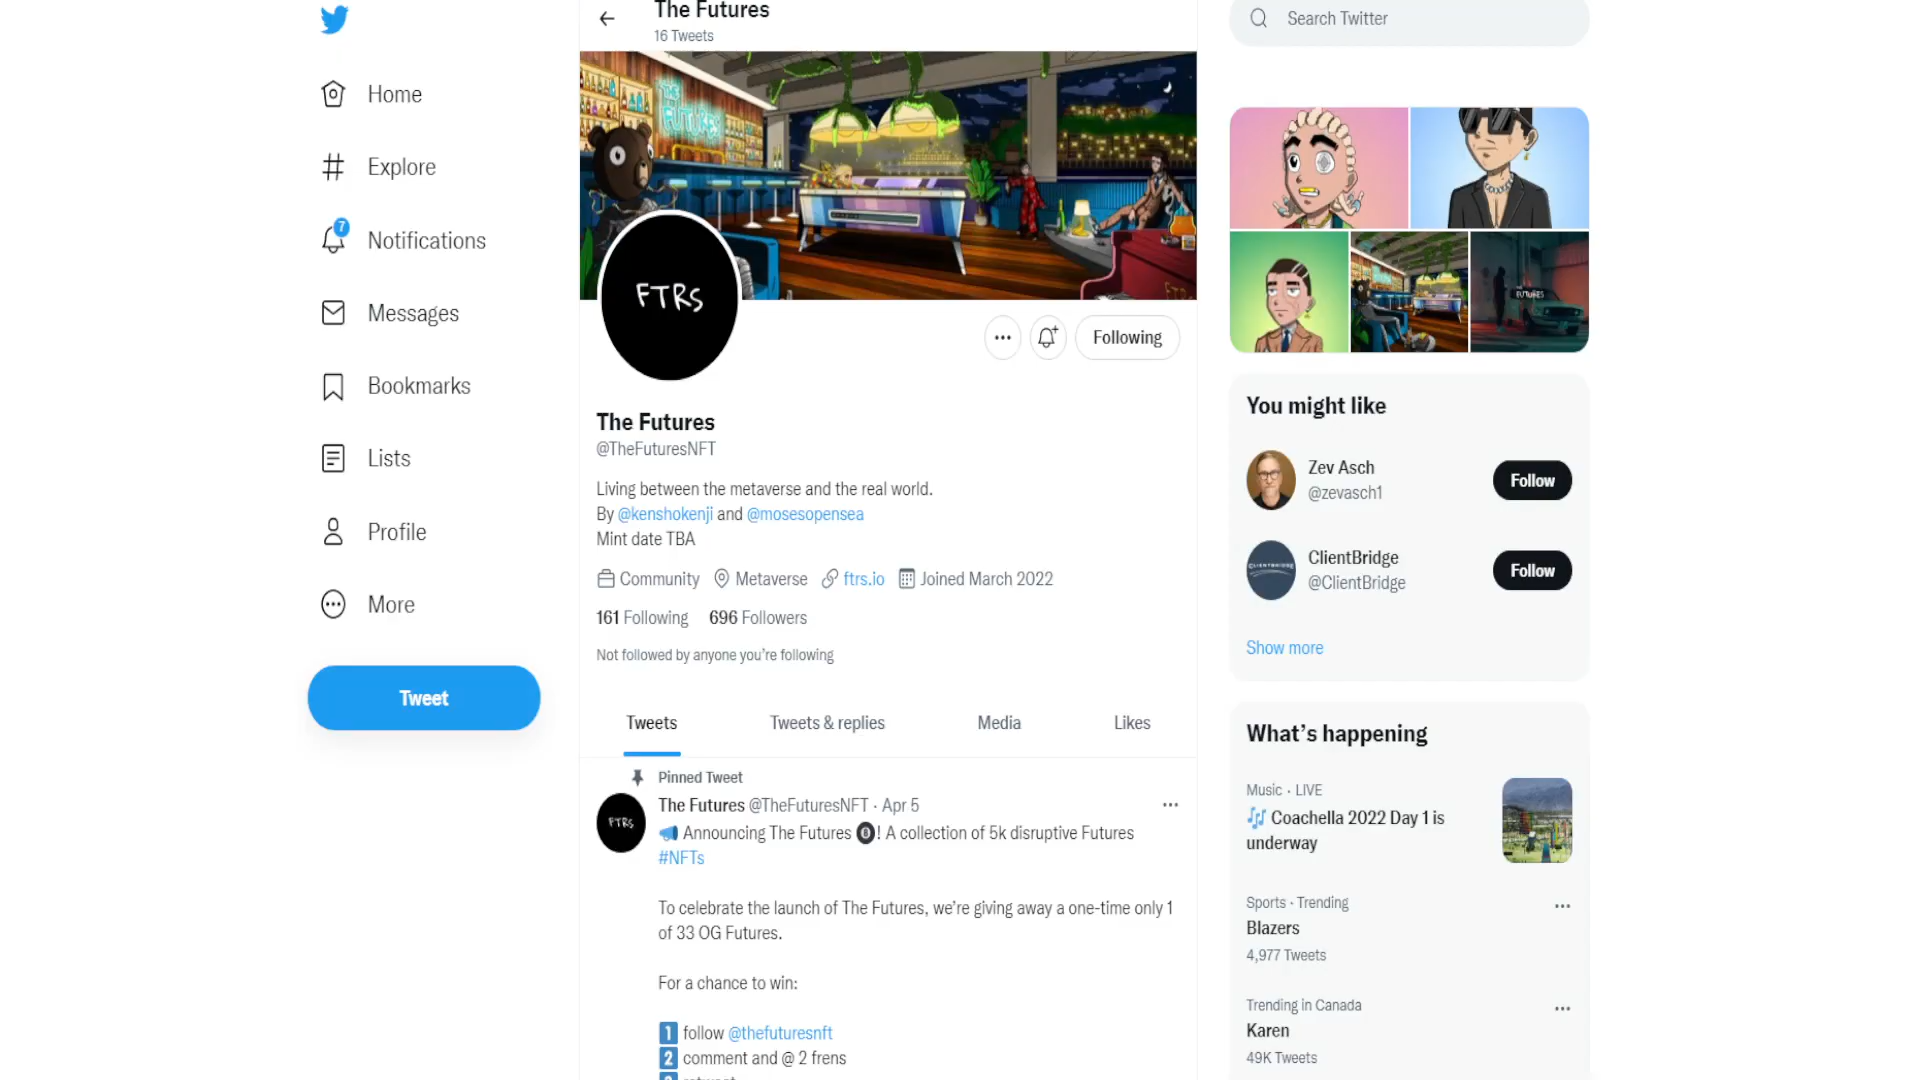 Home
Explore
7
Notifications
Messages
Bookmarks
Lists
Profile
More
Tweet
The Futures
16 Tweets
THE
FUTURES
FTRS
Following
The Futures
@TheFuturesNFT
Living between the metaverse and the real world.
By @kenshokenji and @mosesopensea
Mint date TBA
Community Metaverse ftrs.io Joined March 2022
161 Following 696 Followers
Not followed by anyone you’re following
Tweets Tweets & replies Media Likes
Pinned Tweet
The Futures @TheFuturesNFT · Apr 5
FTRS
📣 Announcing The Futures 🎱! A collection of 5k disruptive Futures
#NFTs
To celebrate the launch of The Futures, we’re giving away a one-time only 1
of 33 OG Futures.
For a chance to win:
1 follow @thefuturesnft
2 comment and @ 2 frens
Search Twitter
FUTURES
You might like
Zev Asch
@zevasch1
Follow
CLIENTBRIDGE
ClientBridge
@ClientBridge
Follow
Show more
What’s happening
Music · LIVE
🎶 Coachella 2022 Day 1 is
underway
Sports · Trending
Blazers
4,977 Tweets
Trending in Canada
Karen
49K Tweets